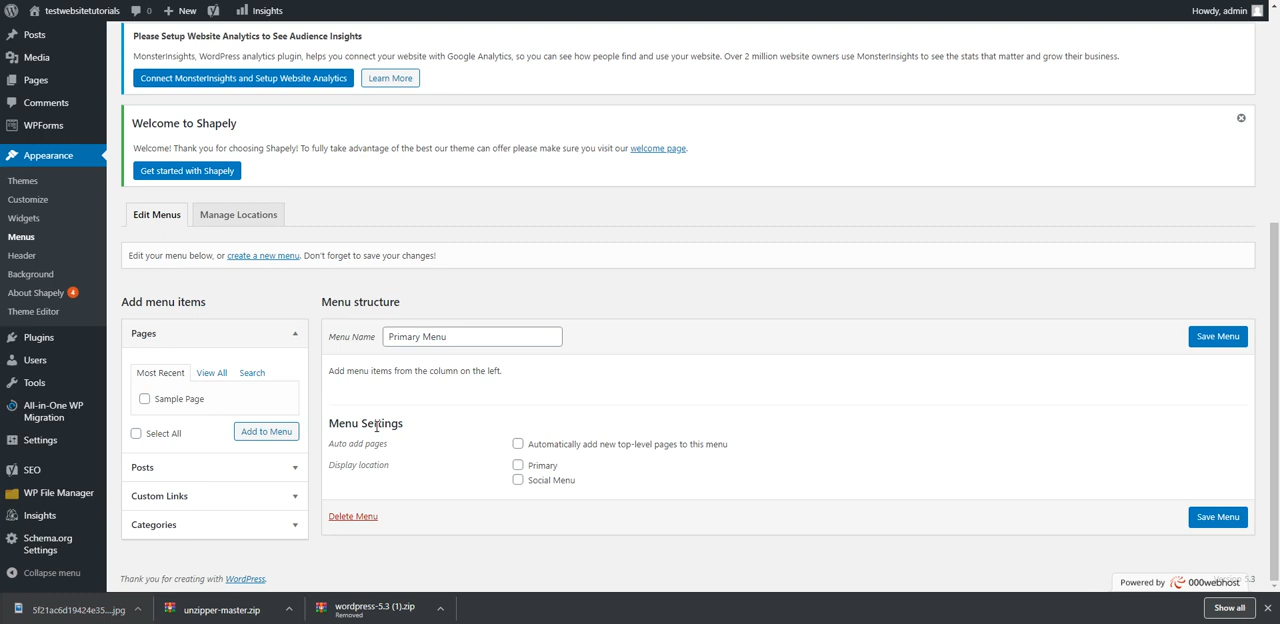 testwebsitetutorials 0 New Insights Howdy, admin
Posts
Media
Pages
Comments
WPForms
Appearance
Themes
Customize
Widgets
Menus
Header
Background
About Shapely 4
Theme Editor
Plugins
Users
Tools
All-in-One WP
Migration
Settings
SEO
WP File Manager
Insights
Schema.org
Settings
Collapse menu
Please Setup Website Analytics to See Audience Insights
MonsterInsights, WordPress analytics plugin, helps you connect your website with Google Analytics, so you can see how people find and use your website. Over 2 million website owners use MonsterInsights to see the stats that matter and grow their business.
Connect MonsterInsights and Setup Website Analytics Learn More
Welcome to Shapely
Welcome! Thank you for choosing Shapely! To fully take advantage of the best our theme can offer please make sure you visit our welcome page.
Get started with Shapely
Edit Menus Manage Locations
Edit your menu below, or create a new menu. Don't forget to save your changes!
Add menu items
Pages
Most Recent View All Search
Sample Page
Select All Add to Menu
Posts
Custom Links
Categories
Menu structure
Menu Name Primary Menu Save Menu
Add menu items from the column on the left.
Menu Settings
Auto add pages Automatically add new top-level pages to this menu
Display location Primary
Social Menu
Delete Menu Save Menu
Thank you for creating with WordPress.
Version 5.3
Powered by 000webhost
5f21ac6d19424e35....jpg unzipper-master.zip wordpress-5.3 (1).zip Show all
Removed